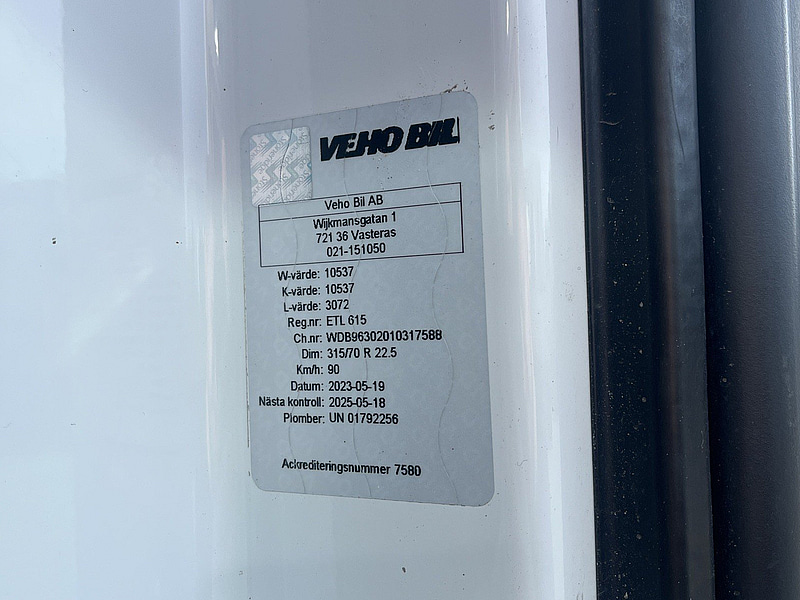 VEHO BIL
Veho Bil AB
Wijkmansgatan 1
721 36 Vasteras
021-151050
W-värde: 10537
K-värde: 10537
L-värde: 3072
Reg.nr: ETL 615
Ch.nr: WDB96302010317588
Dim: 315/70 R 22.5
Km/h: 90
Datum: 2023-05-19
Nästa kontroll: 2025-05-18
Plomber: UN 01792256
Ackrediteringsnummer 7580